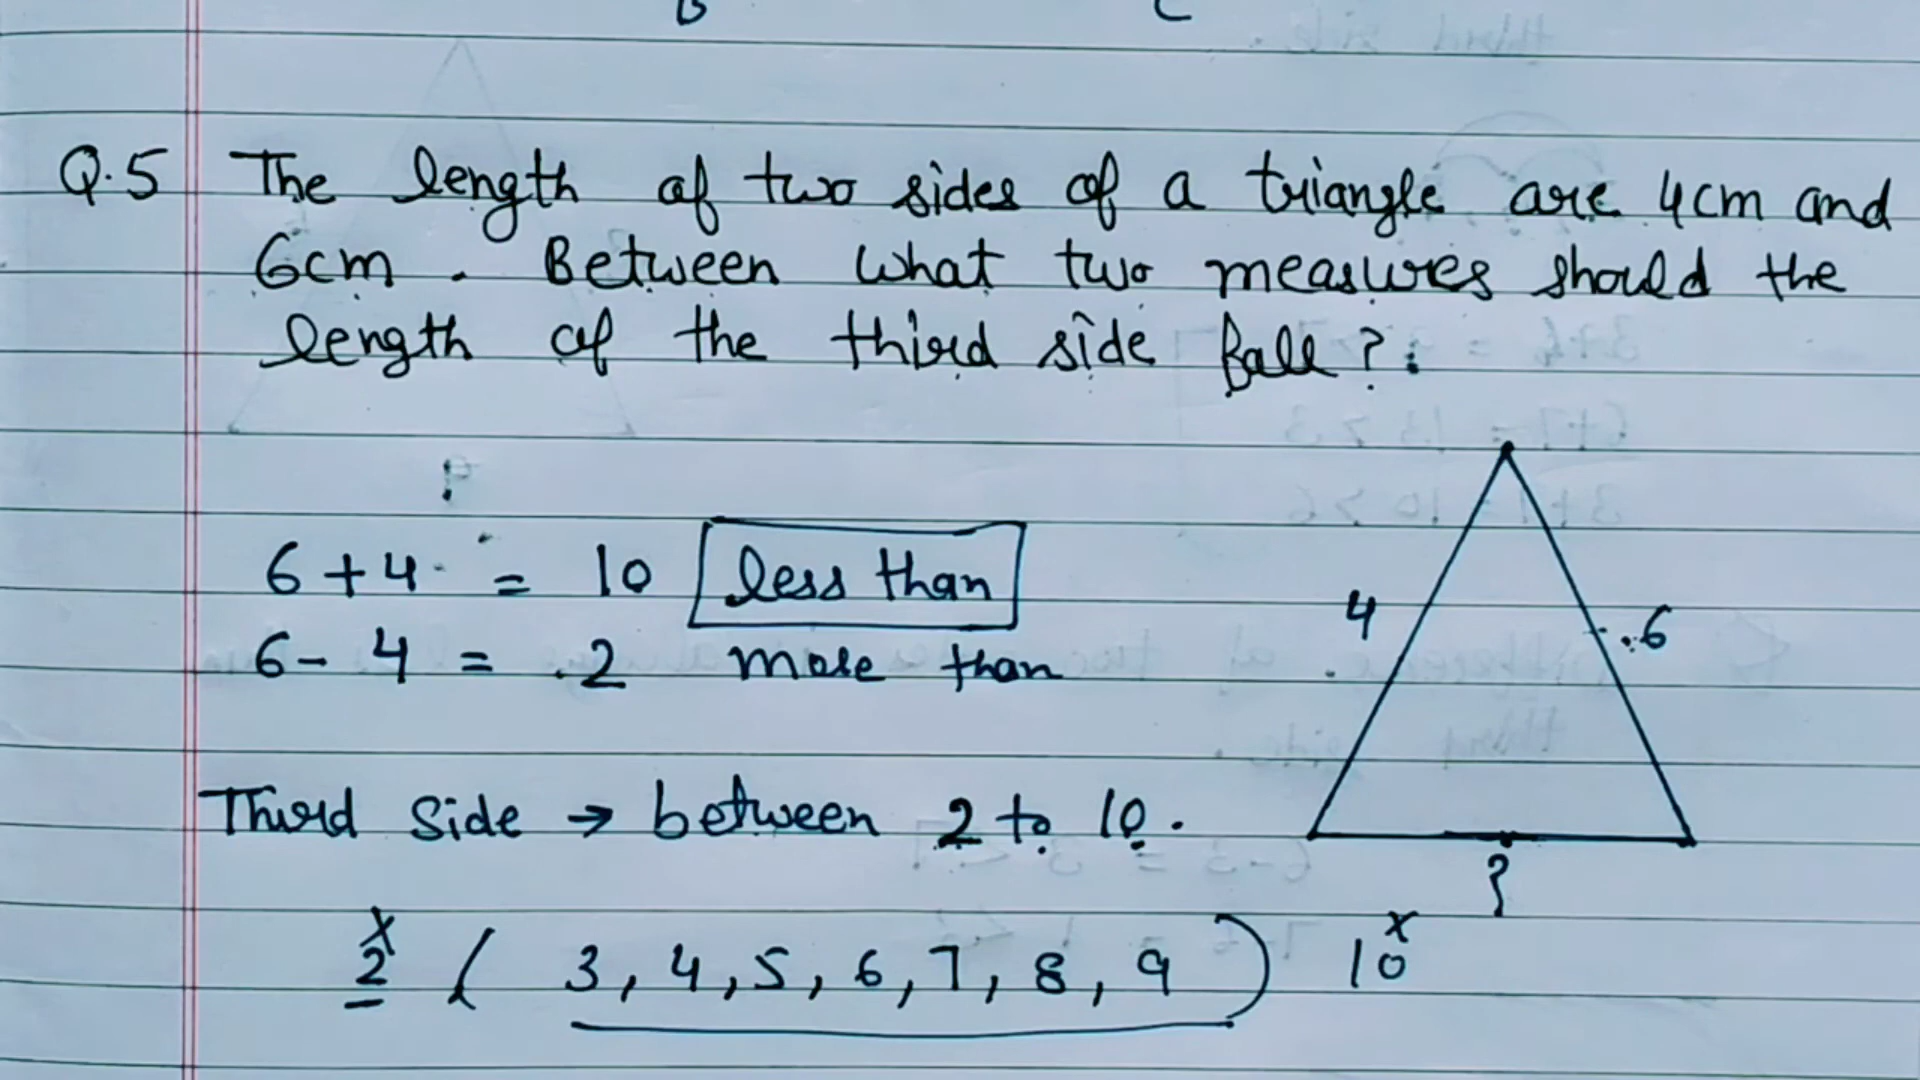 Q.5 The length of two sides of a triangle are 4cm and
6cm. Between what two measures should the
length of the third side fall?
6 + 4 = 10 less than
6 - 4 = 2 more than
4
6
Third Side → between 2 to 10.
?
x x
2 ( 3, 4, 5, 6, 7, 8, 9 ) 10